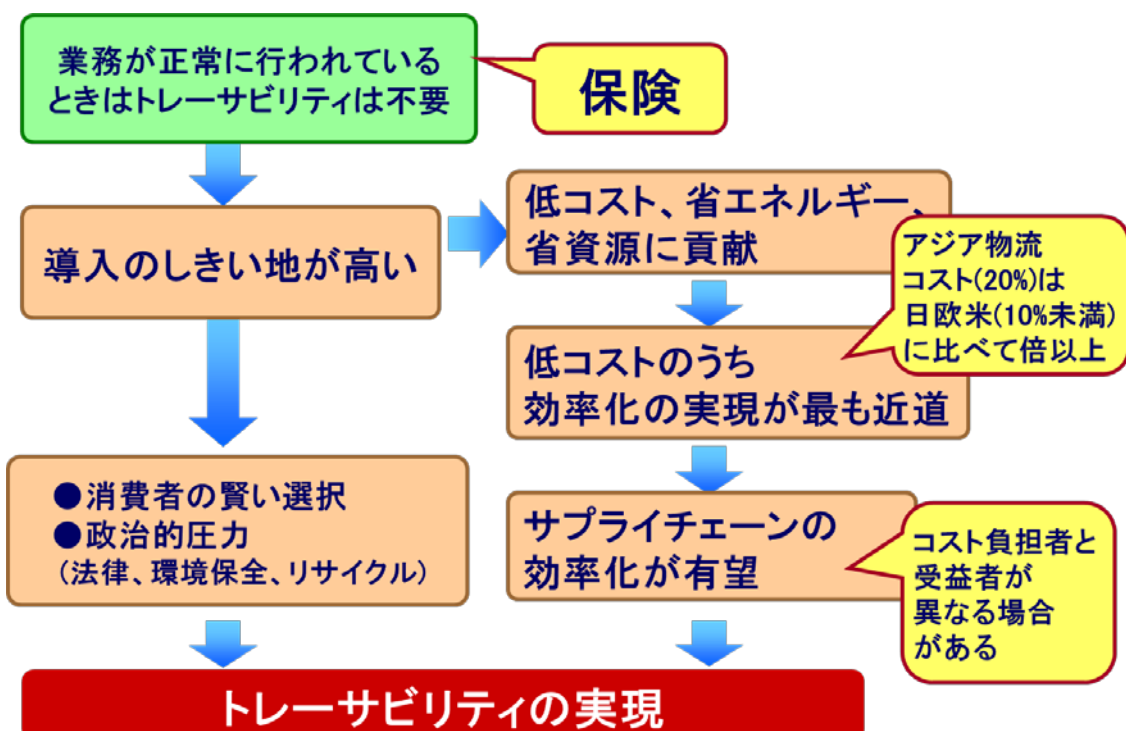 業務が正常に行われている
ときはトレーサビリティは不要
保険
導入のしきい地が高い
低コスト、省エネルギー、
省資源に貢献
アジア物流
コスト(20%)は
日欧米(10%未満)
に比べて倍以上
低コストのうち
効率化の実現が最も近道
●消費者の賢い選択
●政治的圧力
(法律、環境保全、リサイクル)
サプライチェーンの
効率化が有望
コスト負担者と
受益者が
異なる場合
がある
トレーサビリティの実現